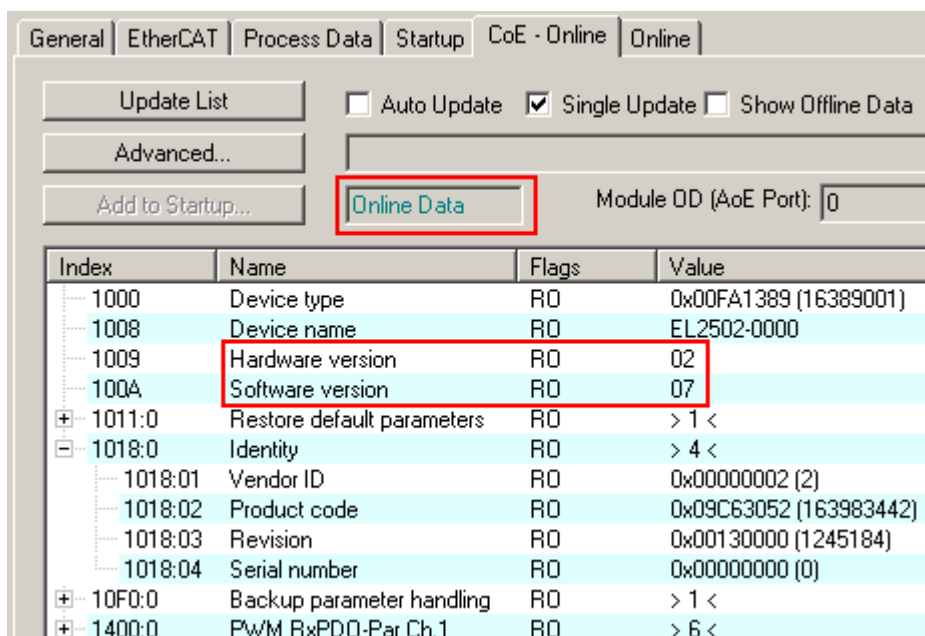 General EtherCAT Process Data Startup CoE - Online Online
Update List Auto Update Single Update Show Offline Data
Advanced...
Add to Startup... Online Data Module OD (AoE Port): 0
Index Name Flags Value
1000 Device type RO 0x00FA1389 (16389001)
1008 Device name RO EL2502-0000
1009 Hardware version RO 02
100A Software version RO 07
1011:0 Restore default parameters RO > 1 <
1018:0 Identity RO > 4 <
1018:01 Vendor ID RO 0x00000002 (2)
1018:02 Product code RO 0x09C63052 (163983442)
1018:03 Revision RO 0x00130000 (1245184)
1018:04 Serial number RO 0x00000000 (0)
10F0:0 Backup parameter handling RO > 1 <
1400:0 PWM RxPDO-Par Ch.1 RO > 6 <